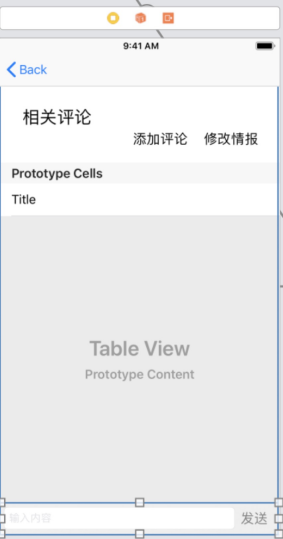 9:41 AM
Back
相关评论
添加评论 修改情报
Prototype Cells
Title
Table View
Prototype Content
输入内容 发送